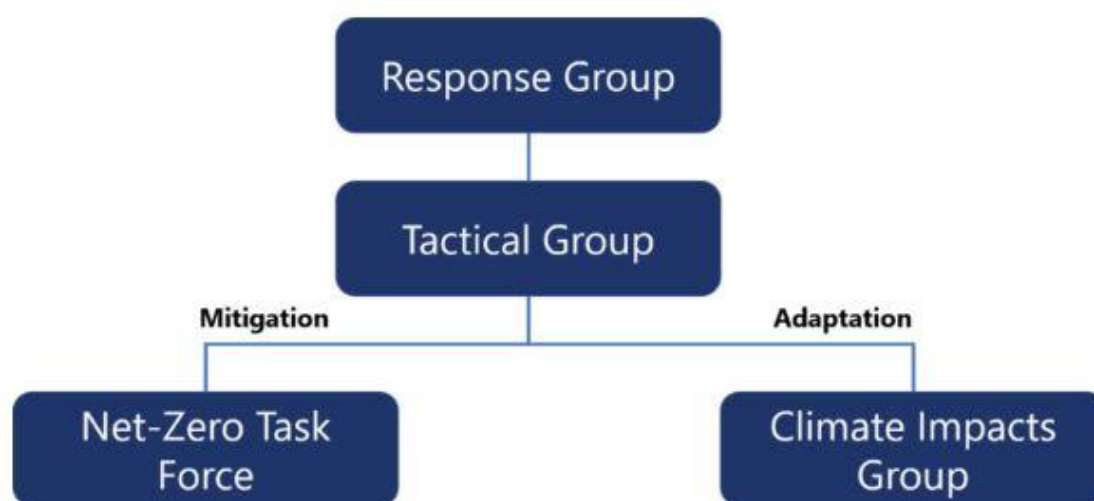 Response Group
Tactical Group
Mitigation
Adaptation
Net-Zero Task
Force
Climate Impacts
Group